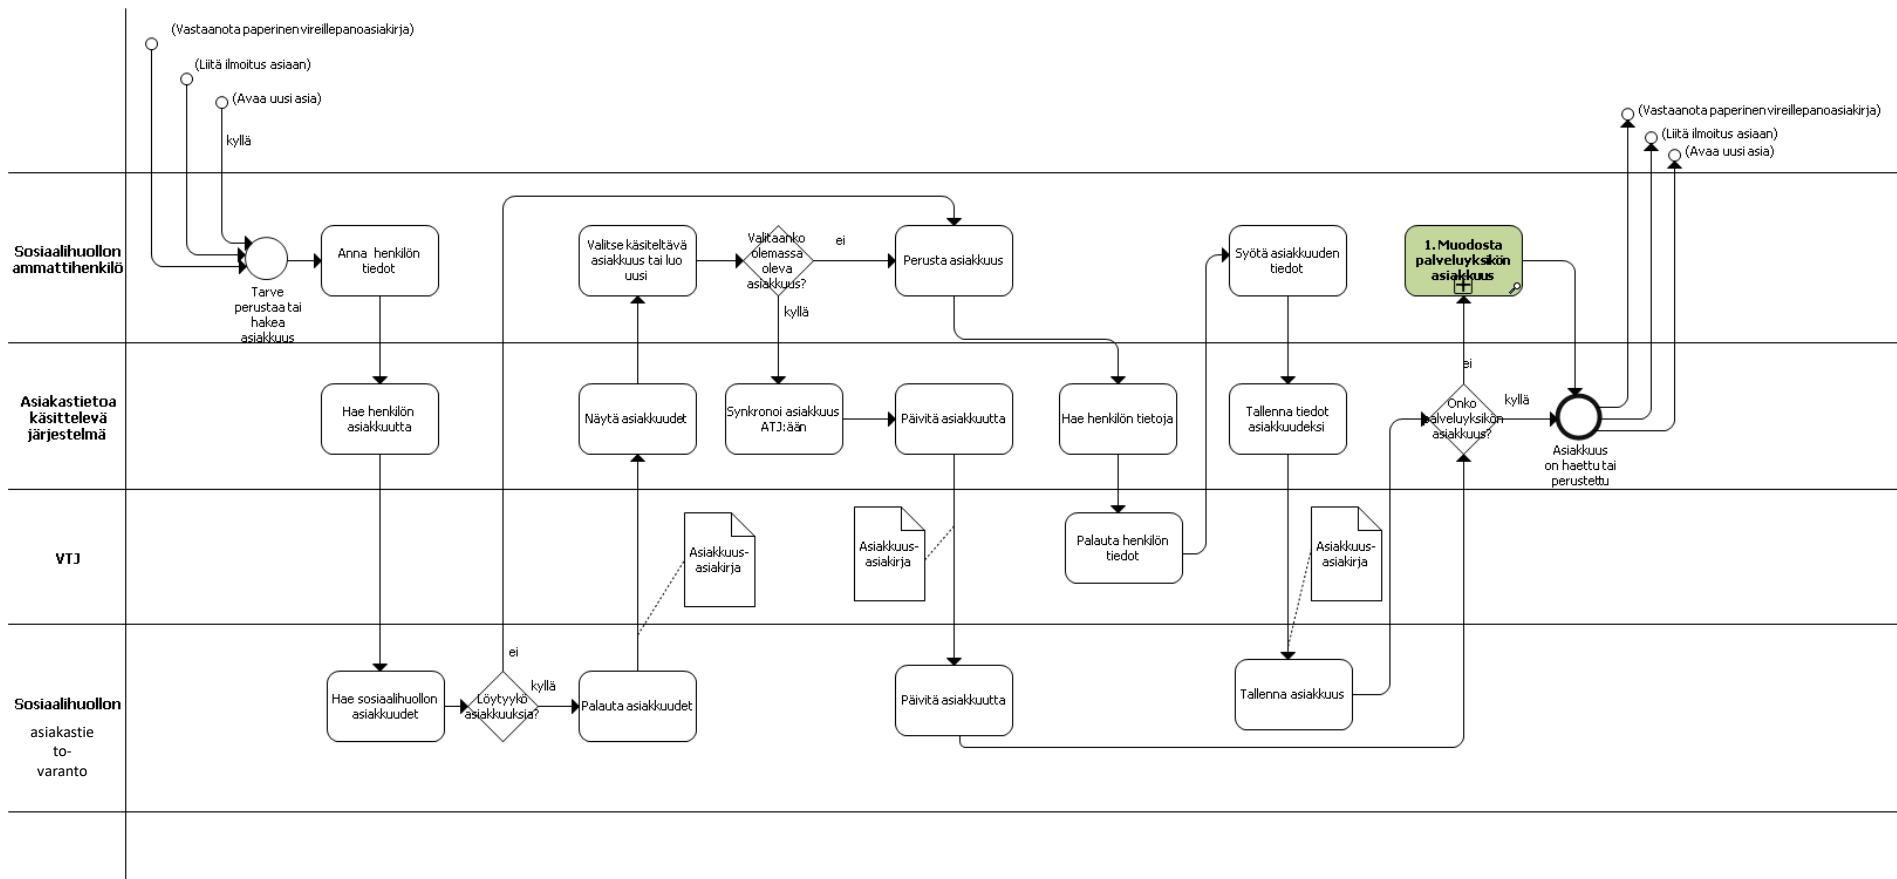 (Vastaanota paperinen vireillepanoasiakirja)
(Liitä ilmoitus asiaan)
(Avaa uusi asia)
kyllä
(Vastaanota paperinen vireillepanoasiakirja)
(Liitä ilmoitus asiaan)
(Avaa uusi asia)
Sosiaalihuollon
ammattihenkilö
Tarve
perustaa tai
hakea
asiakkuus
Anna henkilön
tiedot
Valitse käsiteltävä
asiakkuus tai luo
uusi
Valitaanko
olemassa
oleva
asiakkuus?
ei
kyllä
Perusta asiakkuus
Syötä asiakkuuden
tiedot
1. Muodosta
palveluyksikön
asiakkuus
Asiakastietoa
käsittelevä
järjestelmä
Hae henkilön
asiakkuutta
Näytä asiakkuudet
Synkronoi asiakkuus
ATJ:ään
Päivitä asiakkuutta
Hae henkilön tietoja
Tallenna tiedot
asiakkuudeksi
ei
Onko
palveluyksikön
asiakkuus?
kyllä
Asiakkuus
on haettu tai
perustettu
VTJ
Asiakkuus-
asiakirja
Asiakkuus-
asiakirja
Palauta henkilön
tiedot
Asiakkuus-
asiakirja
Sosiaalihuollon
asiakastie
to-
varanto
Hae sosiaalihuollon
asiakkuudet
ei
Löytyykö
asiakkuuksia?
kyllä
Palauta asiakkuudet
Päivitä asiakkuutta
Tallenna asiakkuus